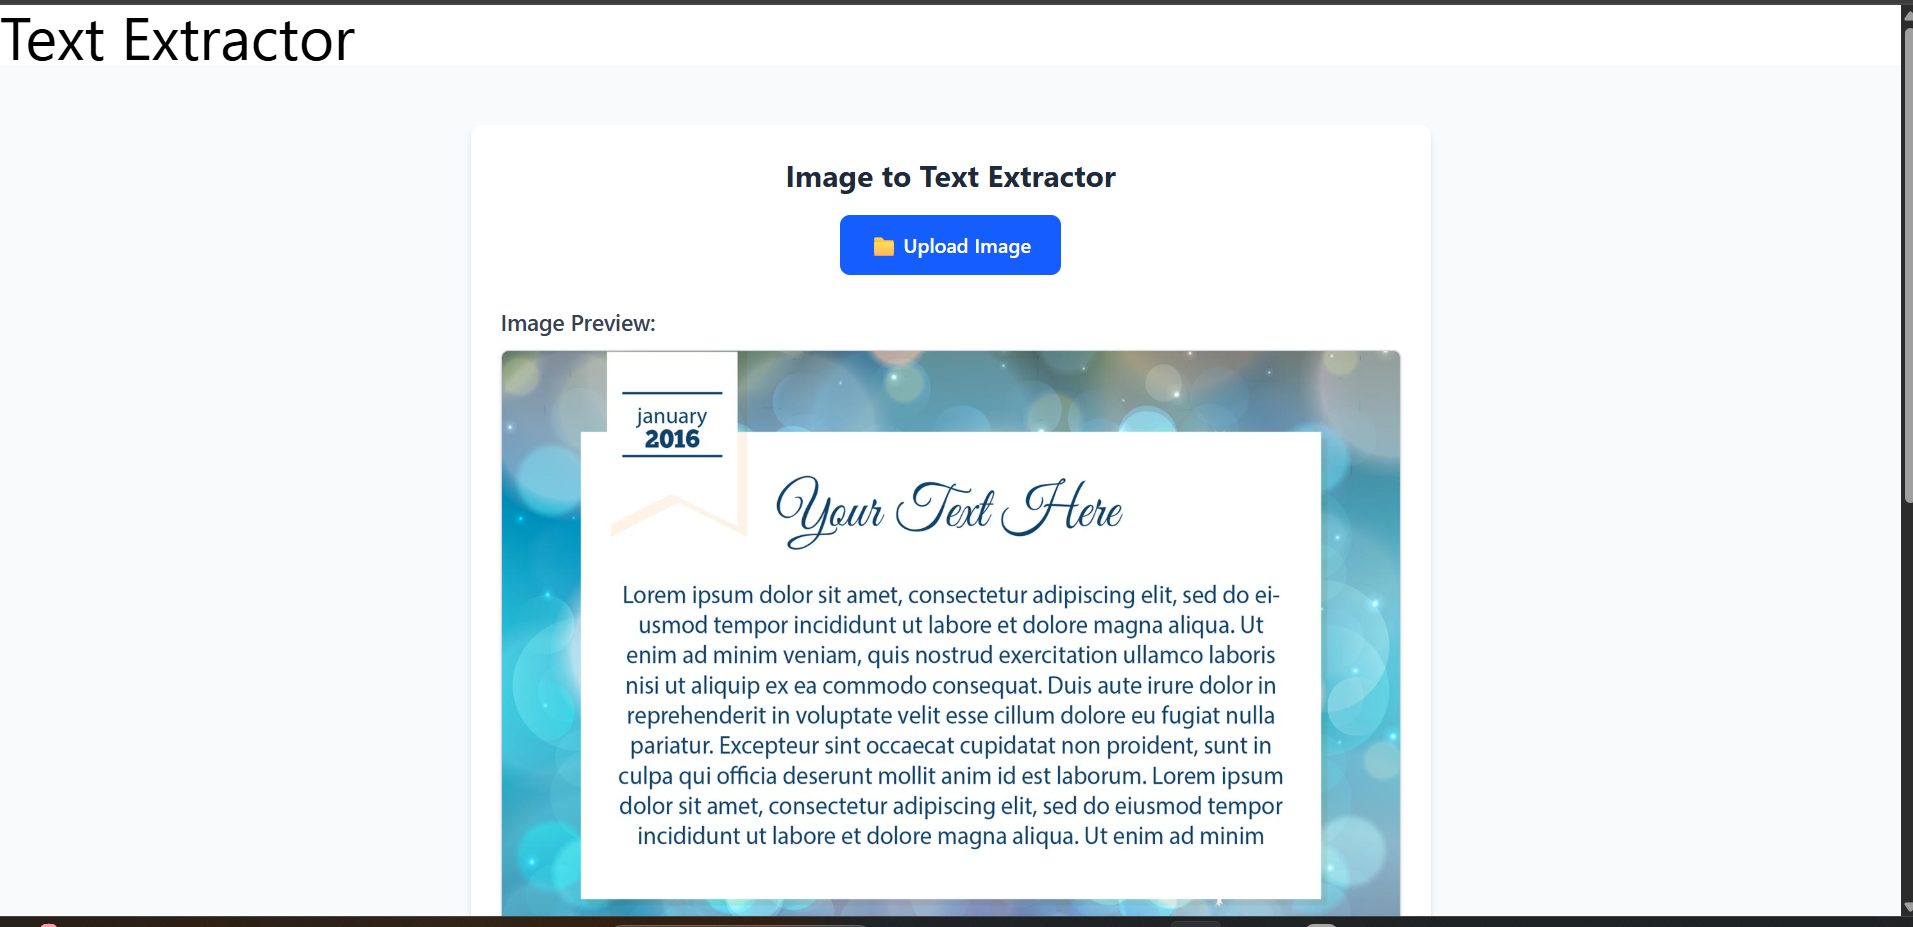 Text Extractor
Image to Text Extractor
Upload Image
Image Preview:
january
2016
Your Text Here
Lorem ipsum dolor sit amet, consectetur adipiscing elit, sed do ei-
usmod tempor incididunt ut labore et dolore magna aliqua. Ut
enim ad minim veniam, quis nostrud exercitation ullamco laboris
nisi ut aliquip ex ea commodo consequat. Duis aute irure dolor in
reprehenderit in voluptate velit esse cillum dolore eu fugiat nulla
pariatur. Excepteur sint occaecat cupidatat non proident, sunt in
culpa qui officia deserunt mollit anim id est laborum. Lorem ipsum
dolor sit amet, consectetur adipiscing elit, sed do eiusmod tempor
incididunt ut labore et dolore magna aliqua. Ut enim ad minim